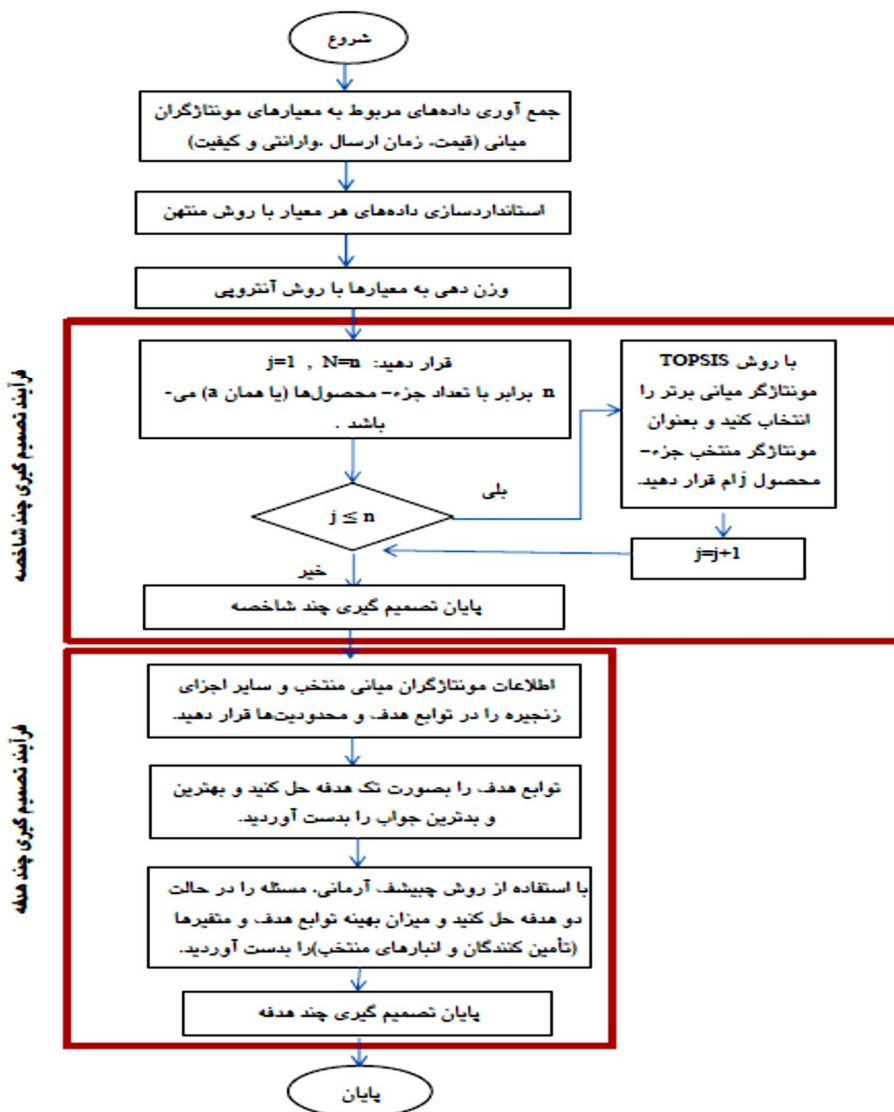 شروع
جمع آوری داده‌های مربوط به معیارهای مونتاژگران
میانی (قیمت، زمان ارسال ،وارانتی و کیفیت)
استانداردسازی داده‌های هر معیار با روش منتهن
وزن دهی به معیارها با روش آنتروپی
فرآیند تصمیم گیری چند شاخصه
قرار دهید: j=1 , N=n
n برابر با تعداد جزء– محصول‌ها (یا همان a) می-
باشد .
j ≤ n
بلی
با روش TOPSIS
مونتاژگر میانی برتر را
انتخاب کنید و بعنوان
مونتاژگر منتخب جزء–
محصول j ام قرار دهید.
j=j+1
خیر
پایان تصمیم گیری چند شاخصه
فرآیند تصمیم گیری چند هدفه
اطلاعات مونتاژگران میانی منتخب و سایر اجزای
زنجیره را در توابع هدف و محدودیت‌ها قرار دهید.
توابع هدف را بصورت تک هدفه حل کنید و بهترین
و بدترین جواب را بدست آوردید.
با استفاده از روش چبیشف آرمانی، مسئله را در حالت
دو هدفه حل کنید و میزان بهینه توابع هدف و متغیرها
(تأمین کنندگان و انبارهای منتخب)را بدست آوردید.
پایان تصمیم گیری چند هدفه
پایان